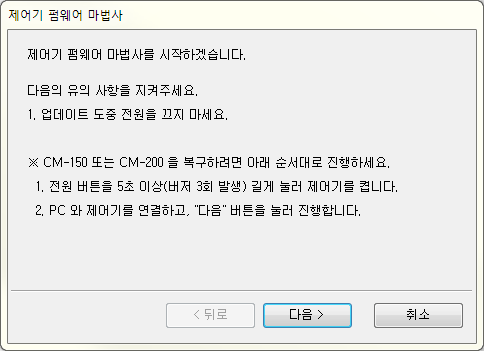 제어기 펌웨어 마법사
제어기 펌웨어 마법사를 시작하겠습니다.
다음의 유의 사항을 지켜주세요.
1. 업데이트 도중 전원을 끄지 마세요.
※ CM-150 또는 CM-200 을 복구하려면 아래 순서대로 진행하세요.
1. 전원 버튼을 5초 이상(버저 3회 발생) 길게 눌러 제어기를 켭니다.
2. PC 와 제어기를 연결하고, "다음" 버튼을 눌러 진행합니다.
< 뒤로 다음 > 취소